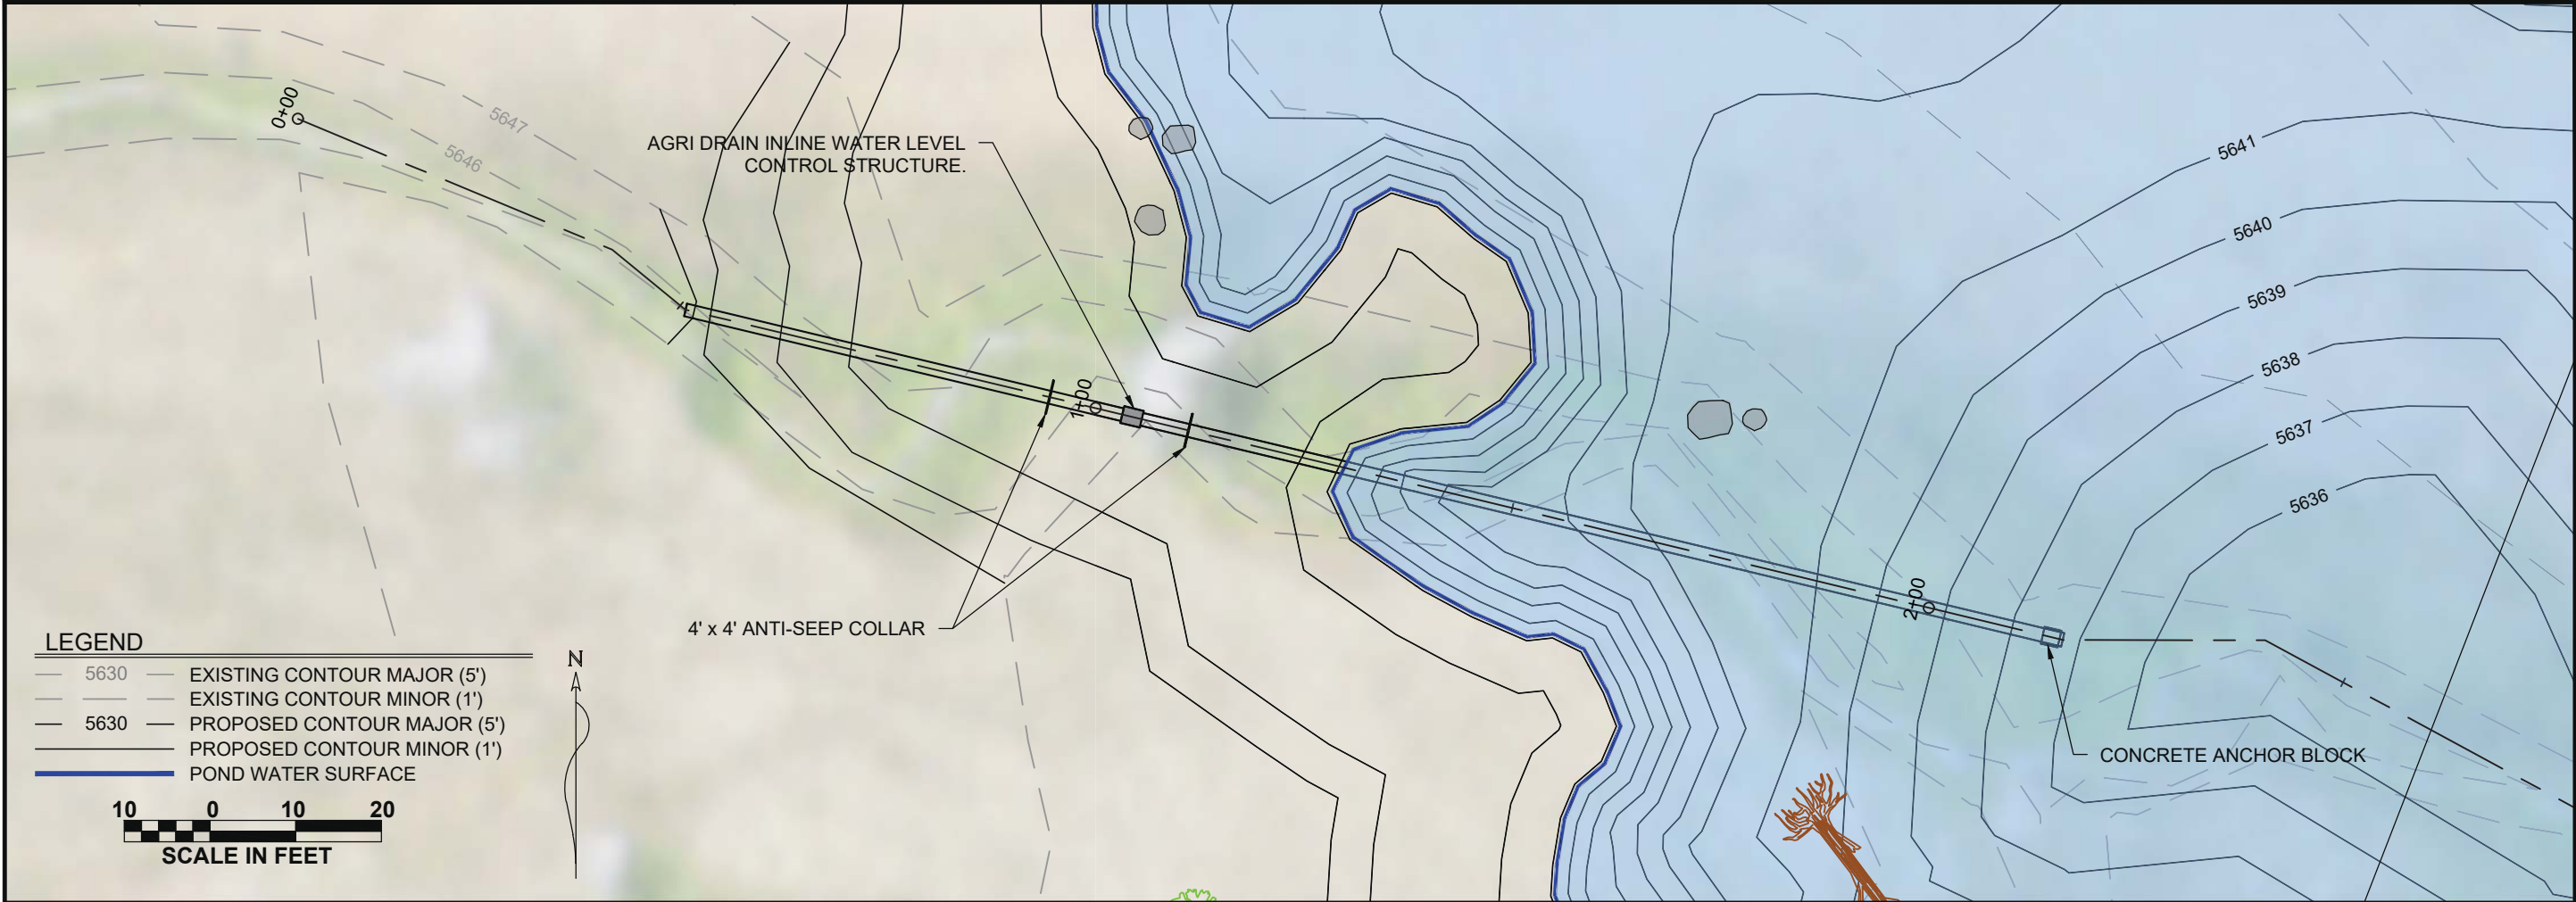 0+00
5647
5646
AGRI DRAIN INLINE WATER LEVEL
CONTROL STRUCTURE.
5641
5640
5639
5638
5637
5636
1+00
2+00
4' x 4' ANTI-SEEP COLLAR
CONCRETE ANCHOR BLOCK
LEGEND
5630 EXISTING CONTOUR MAJOR (5')
EXISTING CONTOUR MINOR (1')
5630 PROPOSED CONTOUR MAJOR (5')
PROPOSED CONTOUR MINOR (1')
POND WATER SURFACE
10 0 10 20
SCALE IN FEET
N